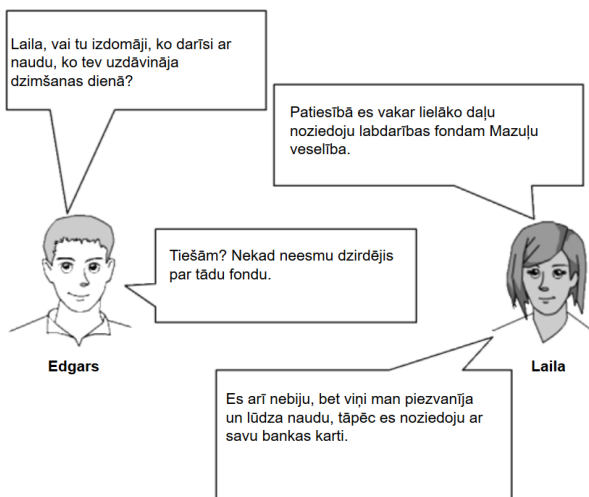 Laila, vai tu izdomāji, ko darīsi ar
naudu, ko tev uzdāvināja
dzimšanas dienā?
Patiesībā es vakar lielāko daļu
noziedoju labdarības fondam Mazuļu
veselība.
Tiešām? Nekad neesmu dzirdējis
par tādu fondu.
Edgars
Laila
Es arī nebiju, bet viņi man piezvanīja
un lūdza naudu, tāpēc es noziedoju ar
savu bankas karti.